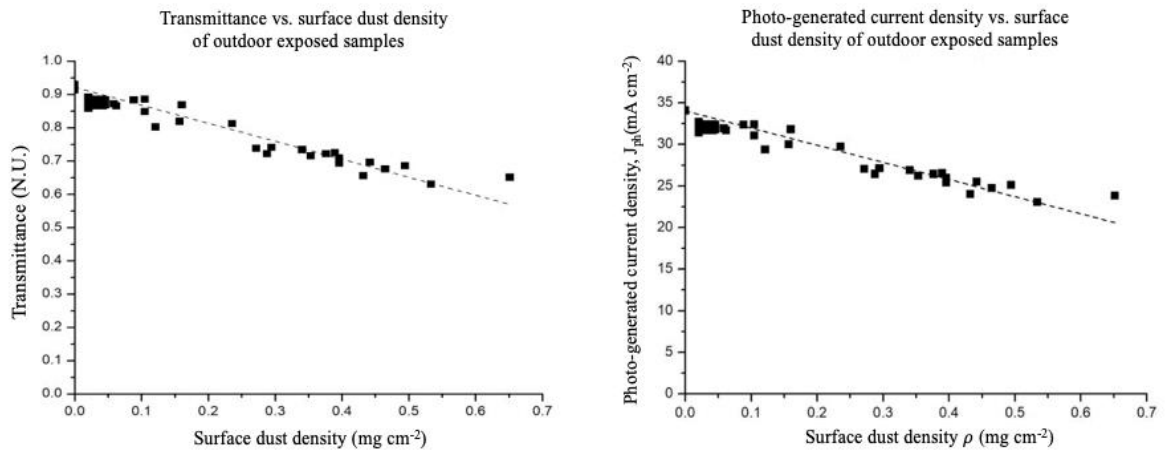 Transmittance vs. surface dust density
of outdoor exposed samples
Transmittance (N.U.)
1.0
0.9
0.8
0.7
0.6
0.5
0.4
0.3
0.2
0.1
0.0
0.0 0.1 0.2 0.3 0.4 0.5 0.6 0.7
Surface dust density (mg cm-2)
Photo-generated current density vs. surface
dust density of outdoor exposed samples
Photo-generated current density, Jph(mA cm-2)
40
35
30
25
20
15
10
5
0
0.0 0.1 0.2 0.3 0.4 0.5 0.6 0.7
Surface dust density ρ (mg cm-2)